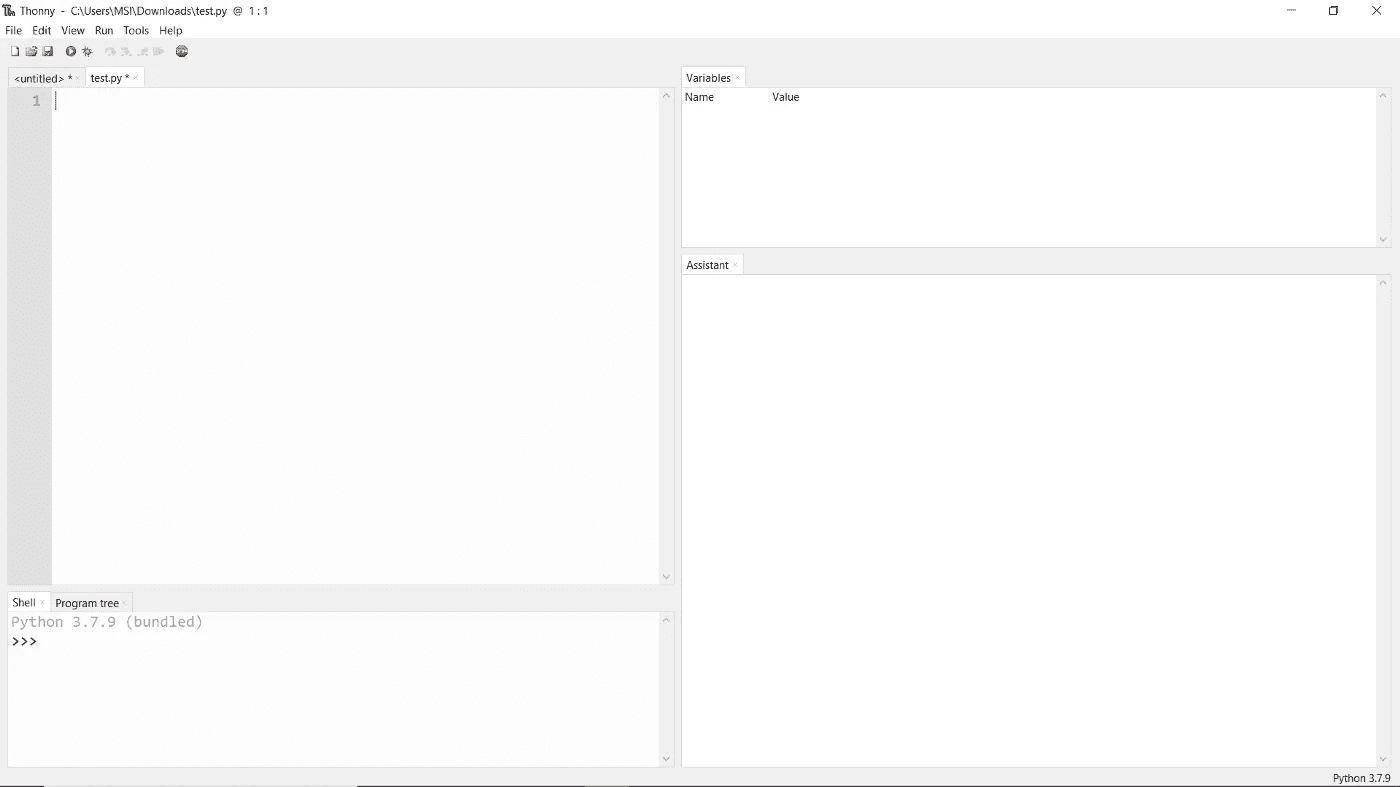 Thonny - C:\Users\MSI\Downloads\test.py @ 1 : 1
File Edit View Run Tools Help
<untitled> * × test.py * ×
1
Variables ×
Name Value
Assistant ×
Shell × Program tree ×
Python 3.7.9 (bundled)
>>>
Python 3.7.9